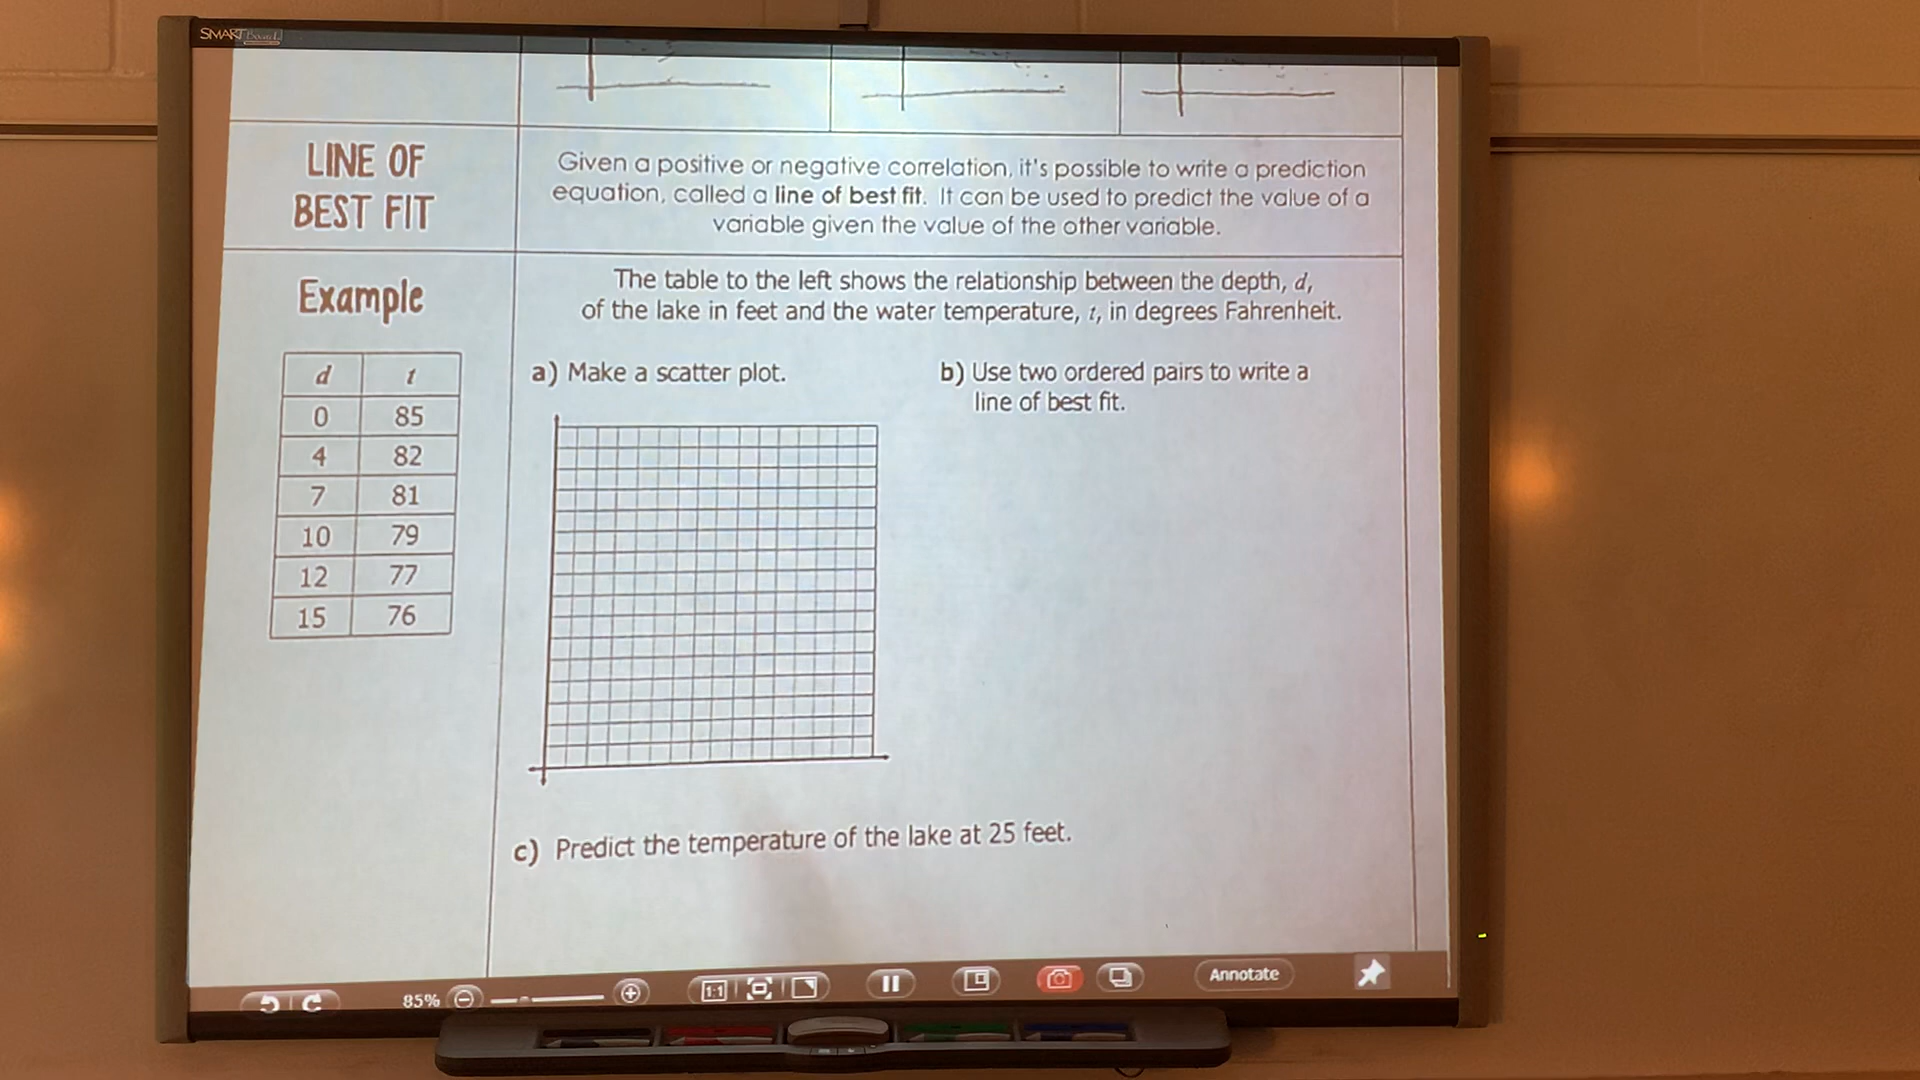 SMART Board
LINE OF
BEST FIT
Given a positive or negative correlation, it's possible to write a prediction
equation, called a line of best fit. It can be used to predict the value of a
variable given the value of the other variable.
Example
The table to the left shows the relationship between the depth, d,
of the lake in feet and the water temperature, t, in degrees Fahrenheit.
d t
0 85
4 82
7 81
10 79
12 77
15 76
a) Make a scatter plot.
b) Use two ordered pairs to write a
line of best fit.
c) Predict the temperature of the lake at 25 feet.
85%
1:1
Annotate